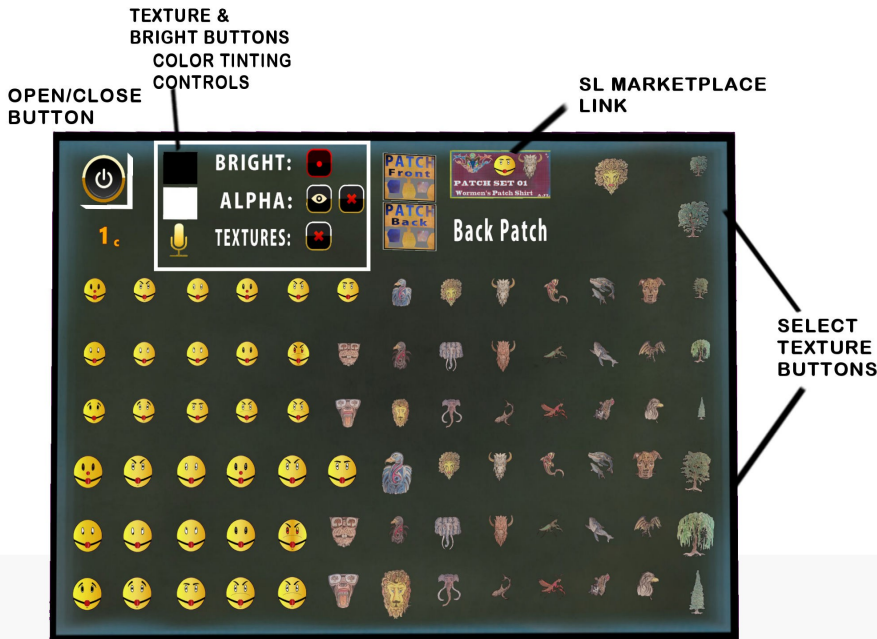 TEXTURE &
BRIGHT BUTTONS
COLOR TINTING
CONTROLS
OPEN/CLOSE
BUTTON
SL MARKETPLACE
LINK
BRIGHT:
ALPHA:
TEXTURES:
1c
PATCH
Front
PATCH
Back
PATCH SET 01
Wormen's Patch Shirt
Back Patch
SELECT
TEXTURE
BUTTONS